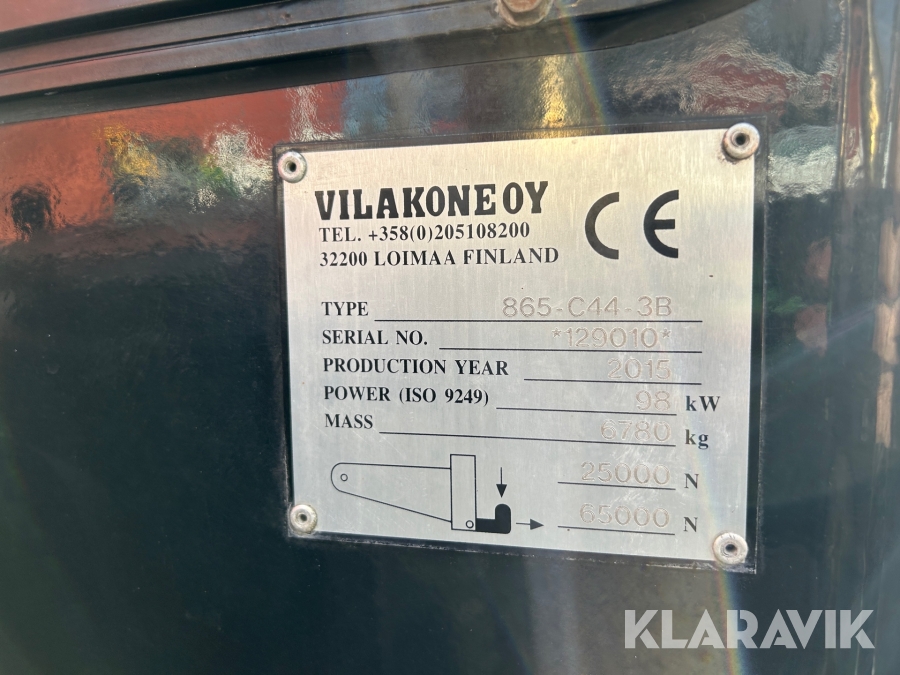 VILAKONE OY
TEL. +358(0)205108200
32200 LOIMAA FINLAND
CE
TYPE 865-C44-3B
SERIAL NO. *129010*
PRODUCTION YEAR 2015
POWER (ISO 9249) 98 kW
MASS 6780 kg
25000 N
65000 N
KLARAVIK